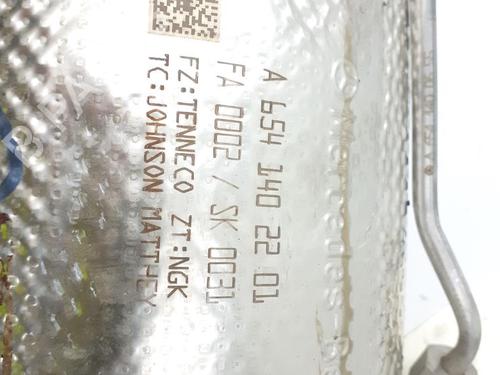 A 654 140 22 01
FA 0002 / SK 0031
FZ:TENNECO ZT:NGK
TC:JOHNSON MATTHEY